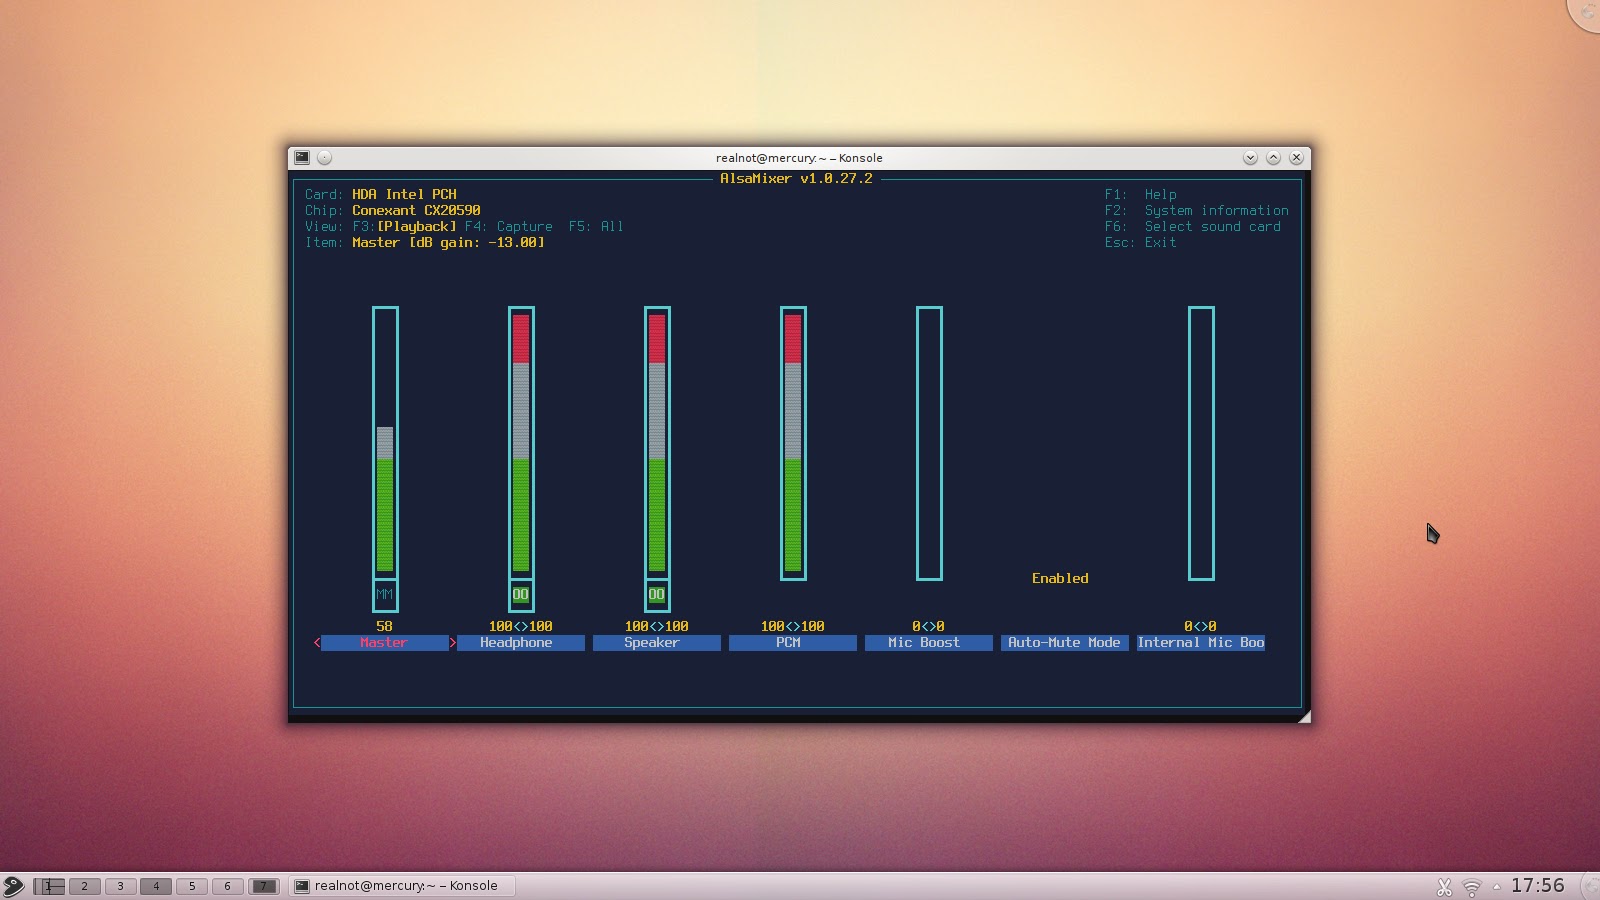 realnot@mercury:~ – Konsole
AlsaMixer v1.0.27.2
Card: HDA Intel PCH F1: Help
Chip: Conexant CX20590 F2: System information
View: F3:[Playback] F4: Capture F5: All F6: Select sound card
Item: Master [dB gain: -13.00] Esc: Exit
Enabled
MM OO OO
58 100<>100 100<>100 100<>100 0<>0 0<>0
< Master > Headphone Speaker PCM Mic Boost Auto-Mute Mode Internal Mic Boo
1 2 3 4 5 6 7 realnot@mercury:~ – Konsole 17:56